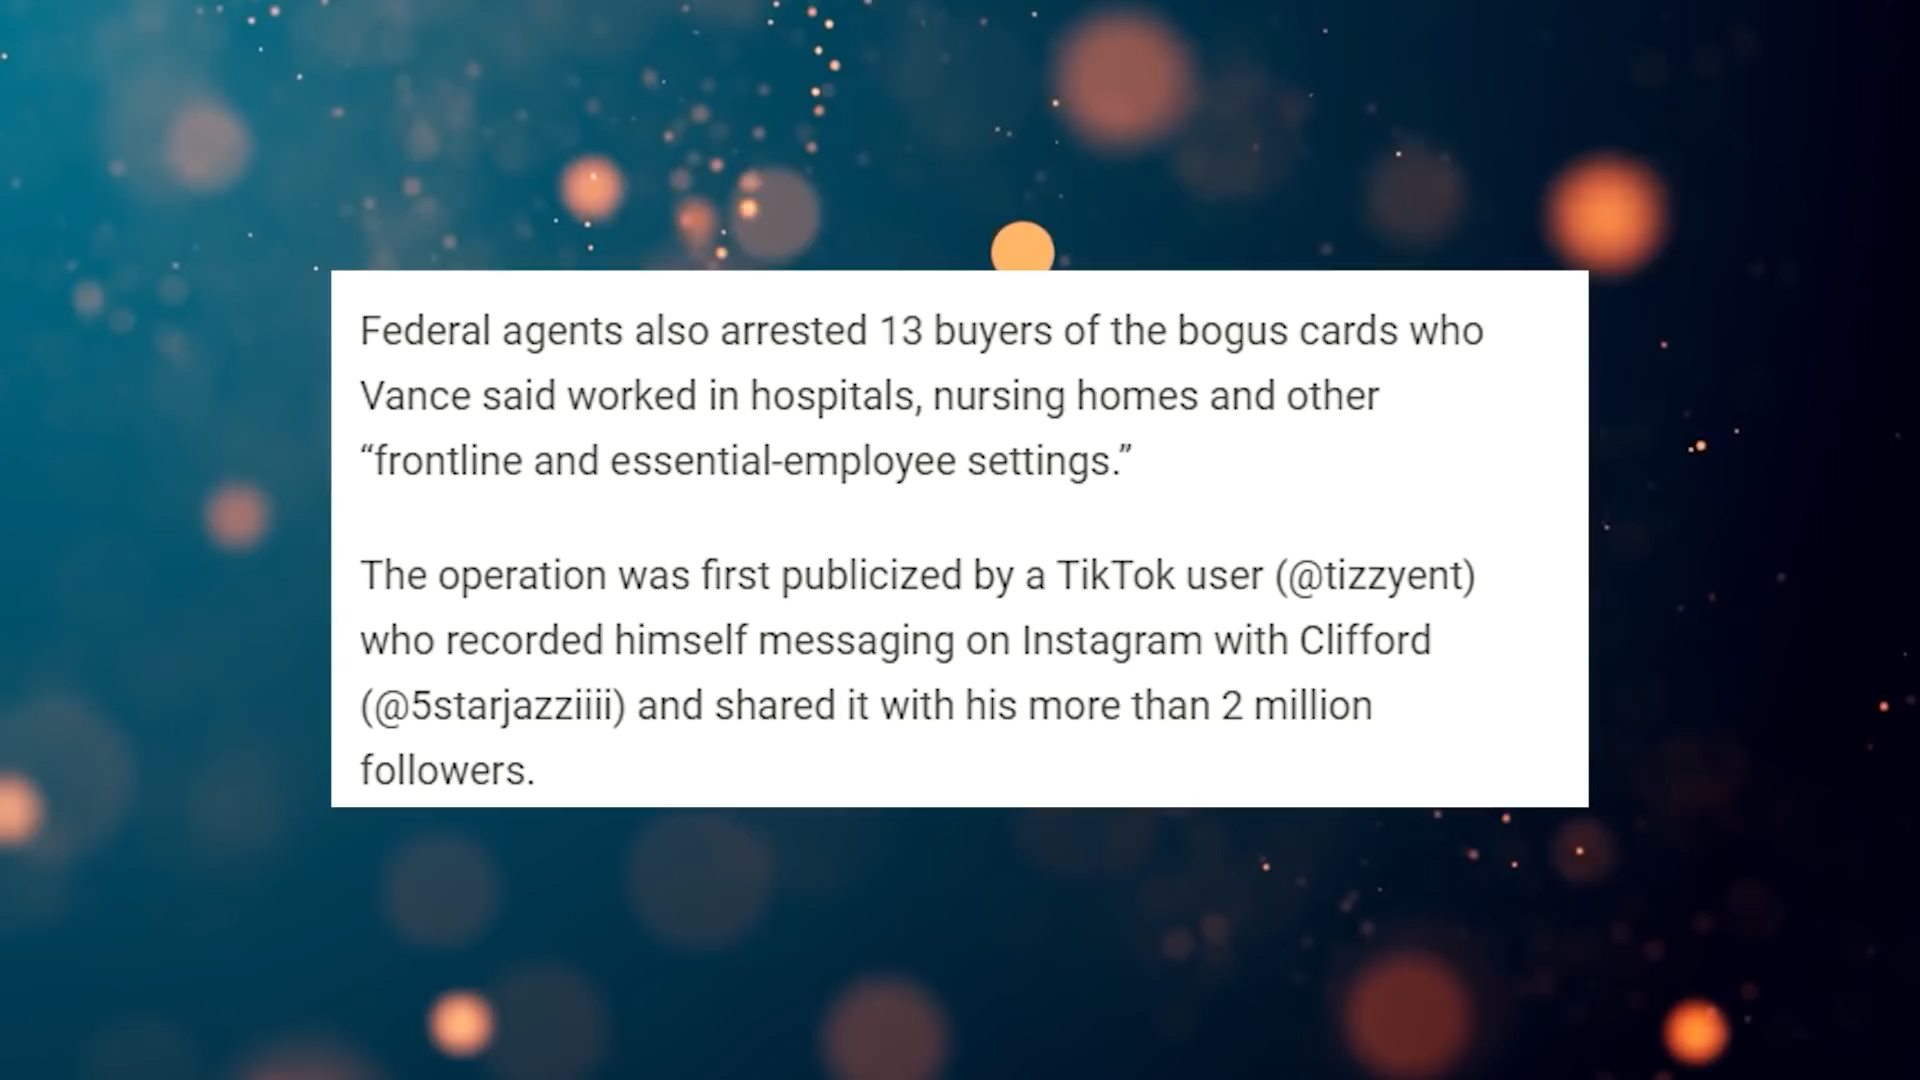 Federal agents also arrested 13 buyers of the bogus cards who
Vance said worked in hospitals, nursing homes and other
“frontline and essential-employee settings.”
The operation was first publicized by a TikTok user (@tizzyent)
who recorded himself messaging on Instagram with Clifford
(@5starjazziiii) and shared it with his more than 2 million
followers.